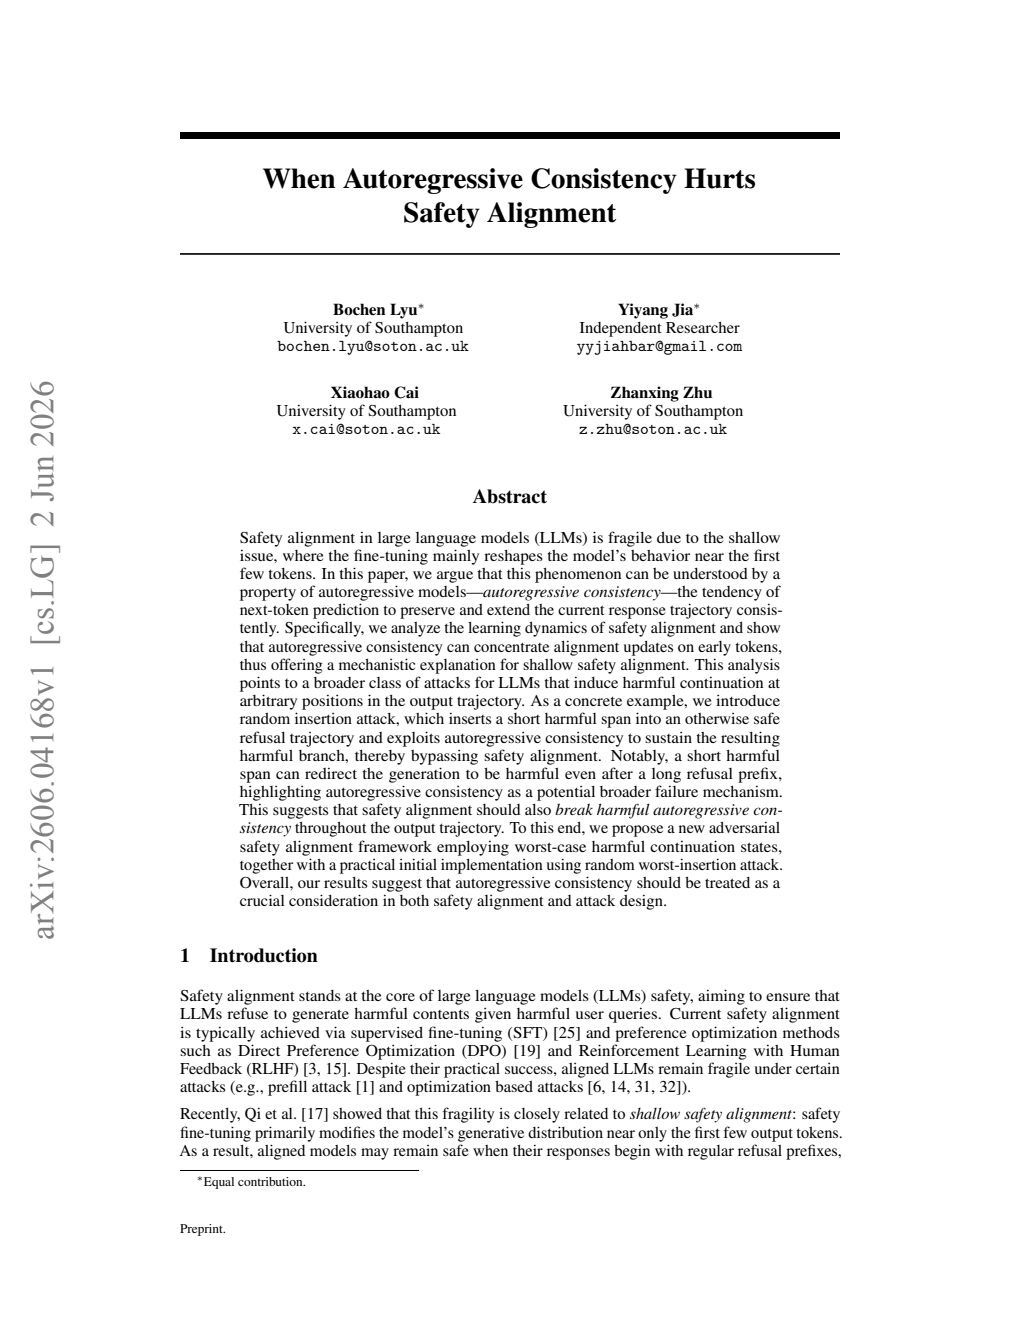 When Autoregressive Consistency Hurts
Safety Alignment
Bochen Lyu*
University of Southampton
bochen.lyu@soton.ac.uk
Yiyang Jia*
Independent Researcher
yyjiahbar@gmail.com
Xiaohao Cai
University of Southampton
x.cai@soton.ac.uk
Zhanxing Zhu
University of Southampton
z.zhu@soton.ac.uk
Abstract
Safety alignment in large language models (LLMs) is fragile due to the shallow
issue, where the fine-tuning mainly reshapes the model's behavior near the first
few tokens. In this paper, we argue that this phenomenon can be understood by a
property of autoregressive models—autoregressive consistency—the tendency of
next-token prediction to preserve and extend the current response trajectory consis-
tently. Specifically, we analyze the learning dynamics of safety alignment and show
that autoregressive consistency can concentrate alignment updates on early tokens,
thus offering a mechanistic explanation for shallow safety alignment. This analysis
points to a broader class of attacks for LLMs that induce harmful continuation at
arbitrary positions in the output trajectory. As a concrete example, we introduce
random insertion attack, which inserts a short harmful span into an otherwise safe
refusal trajectory and exploits autoregressive consistency to sustain the resulting
harmful branch, thereby bypassing safety alignment. Notably, a short harmful
span can redirect the generation to be harmful even after a long refusal prefix,
highlighting autoregressive consistency as a potential broader failure mechanism.
This suggests that safety alignment should also break harmful autoregressive con-
sistency throughout the output trajectory. To this end, we propose a new adversarial
safety alignment framework employing worst-case harmful continuation states,
together with a practical initial implementation using random worst-insertion attack.
Overall, our results suggest that autoregressive consistency should be treated as a
crucial consideration in both safety alignment and attack design.
1 Introduction
Safety alignment stands at the core of large language models (LLMs) safety, aiming to ensure that
LLMs refuse to generate harmful contents given harmful user queries. Current safety alignment
is typically achieved via supervised fine-tuning (SFT) [25] and preference optimization methods
such as Direct Preference Optimization (DPO) [19] and Reinforcement Learning with Human
Feedback (RLHF) [3, 15]. Despite their practical success, aligned LLMs remain fragile under certain
attacks (e.g., prefill attack [1] and optimization based attacks [6, 14, 31, 32]).
Recently, Qi et al. [17] showed that this fragility is closely related to shallow safety alignment: safety
fine-tuning primarily modifies the model's generative distribution near only the first few output tokens.
As a result, aligned models may remain safe when their responses begin with regular refusal prefixes,
*Equal contribution.
Preprint.
arXiv:2606.04168v1 [cs.LG] 2 Jun 2026